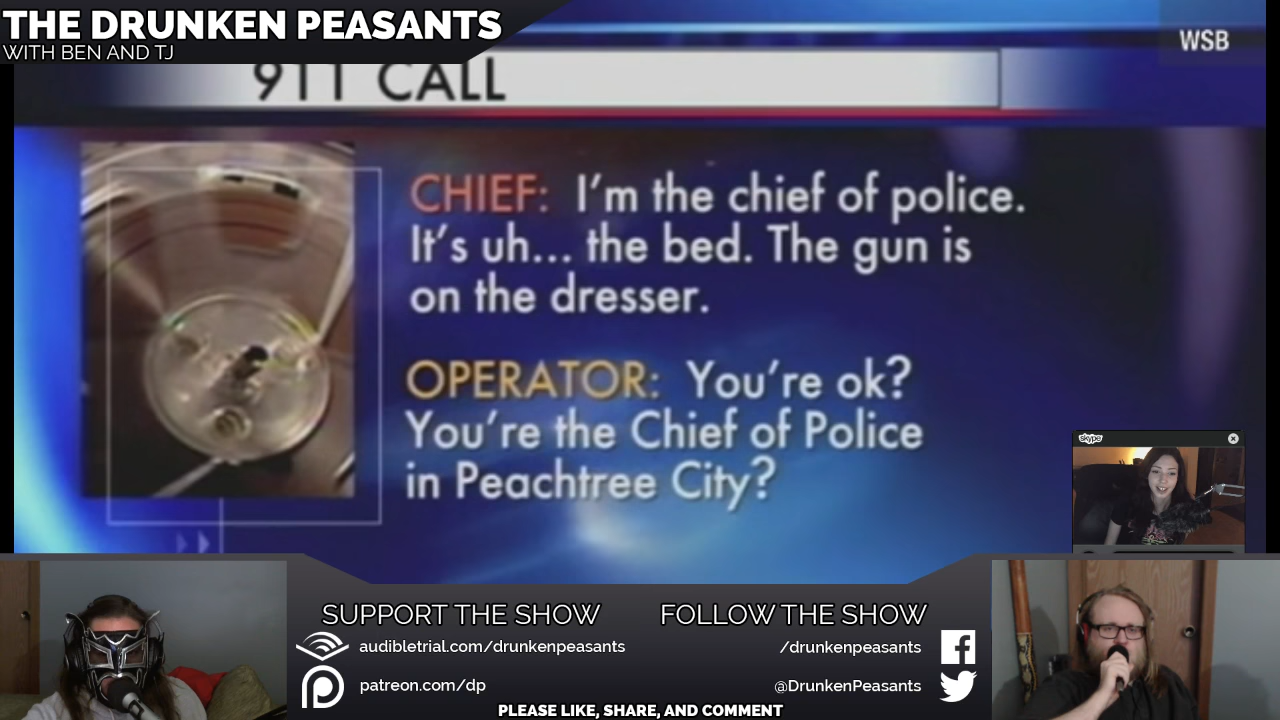 THE DRUNKEN PEASANTS
WITH BEN AND TJ
WSB
911 CALL
CHIEF: I'm the chief of police.
It's uh... the bed. The gun is
on the dresser.
OPERATOR: You're ok?
You're the Chief of Police
in Peachtree City?
skype
SUPPORT THE SHOW
audibletrial.com/drunkenpeasants
patreon.com/dp
FOLLOW THE SHOW
/drunkenpeasants
@DrunkenPeasants
PLEASE LIKE, SHARE, AND COMMENT